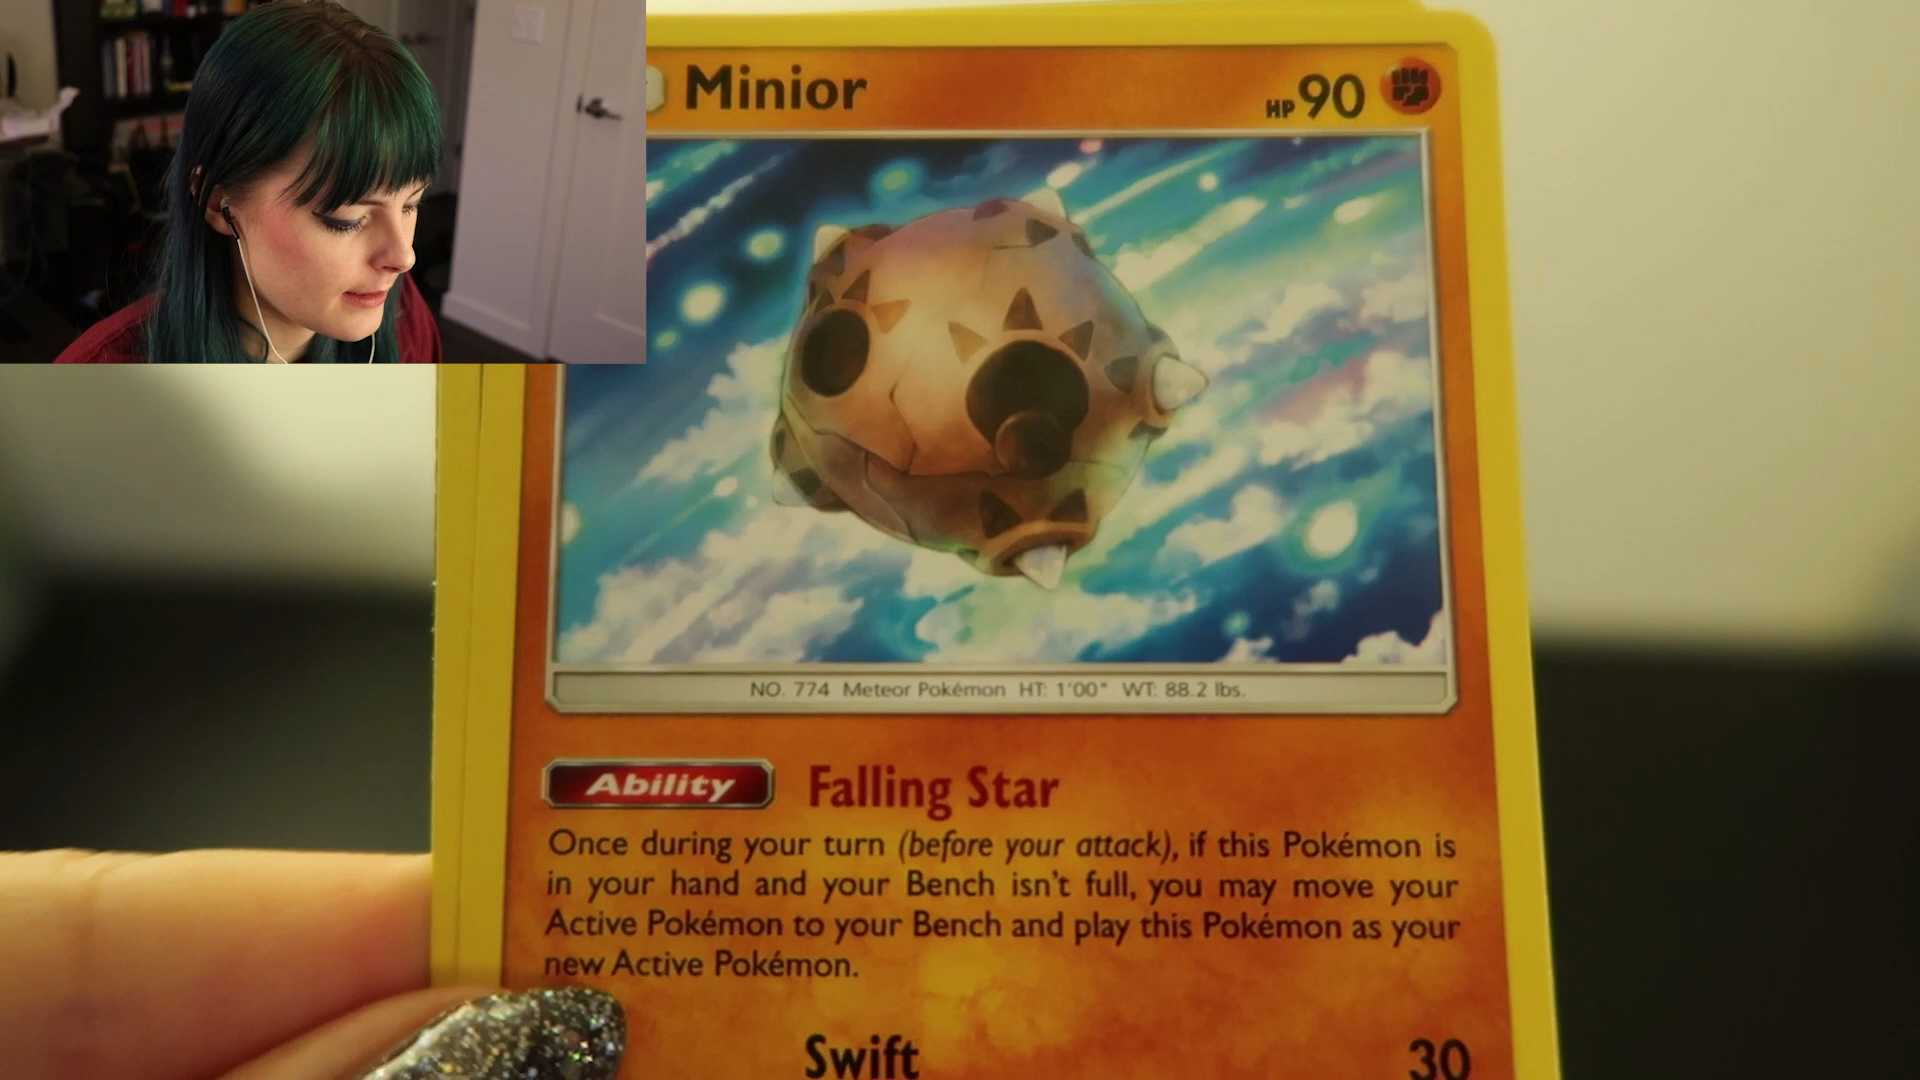 Minior HP 90
NO. 774 Meteor Pokémon HT: 1'00" WT: 88.2 lbs.
Ability Falling Star
Once during your turn (before your attack), if this Pokémon is
in your hand and your Bench isn't full, you may move your
Active Pokémon to your Bench and play this Pokémon as your
new Active Pokémon.
Swift 30